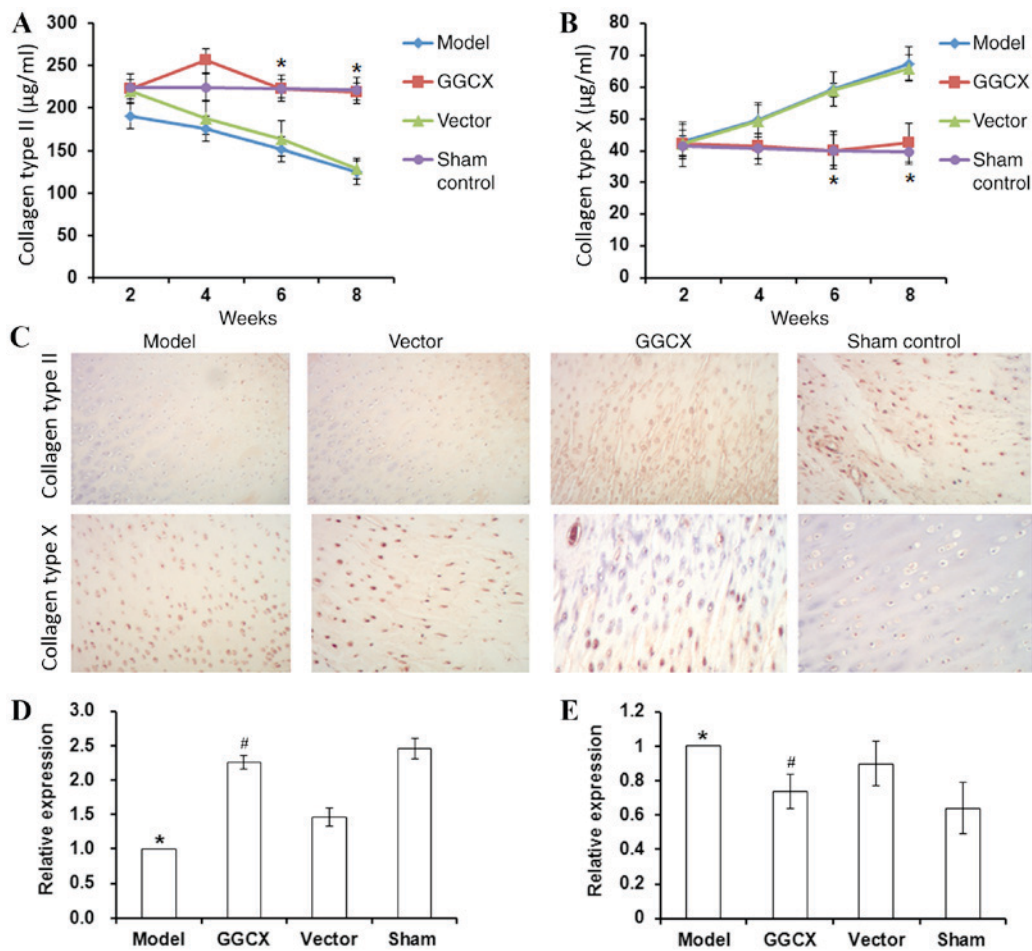 A
300
250
200
150
100
50
0
Collagen type II (µg/ml)
2 4 6 8
Weeks
* *
Model
GGCX
Vector
Sham
control
B
80
70
60
50
40
30
20
10
0
Collagen type X (µg/ml)
2 4 6 8
Weeks
* *
Model
GGCX
Vector
Sham
control
C
Model Vector GGCX Sham control
Collagen type II
Collagen type X
D
3.0
2.5
2.0
1.5
1.0
0.5
0.0
Relative expression
* #
Model GGCX Vector Sham
E
1.2
1
0.8
0.6
0.4
0.2
0
Relative expression
* #
Model GGCX Vector Sham